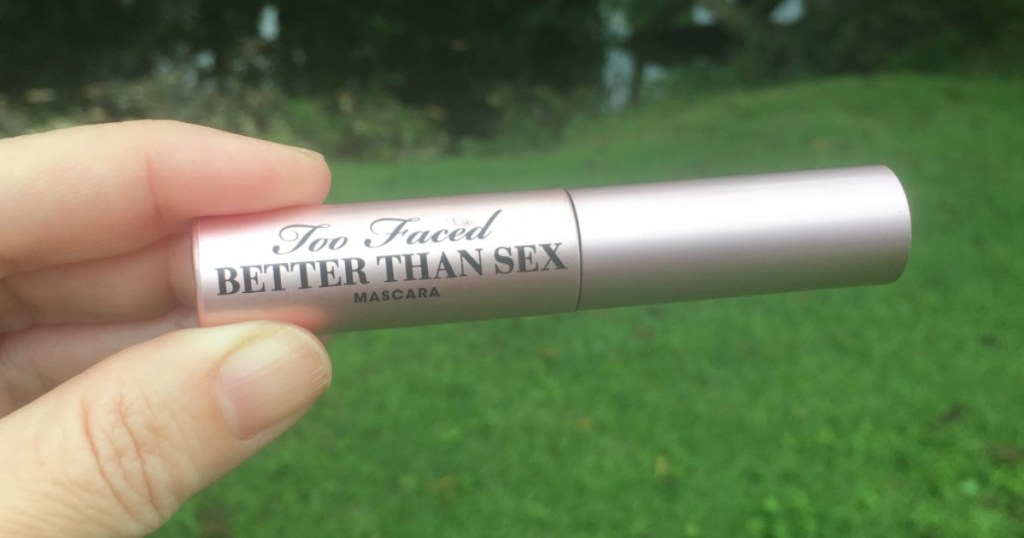 Too Faced
BETTER THAN SEX
MASCARA